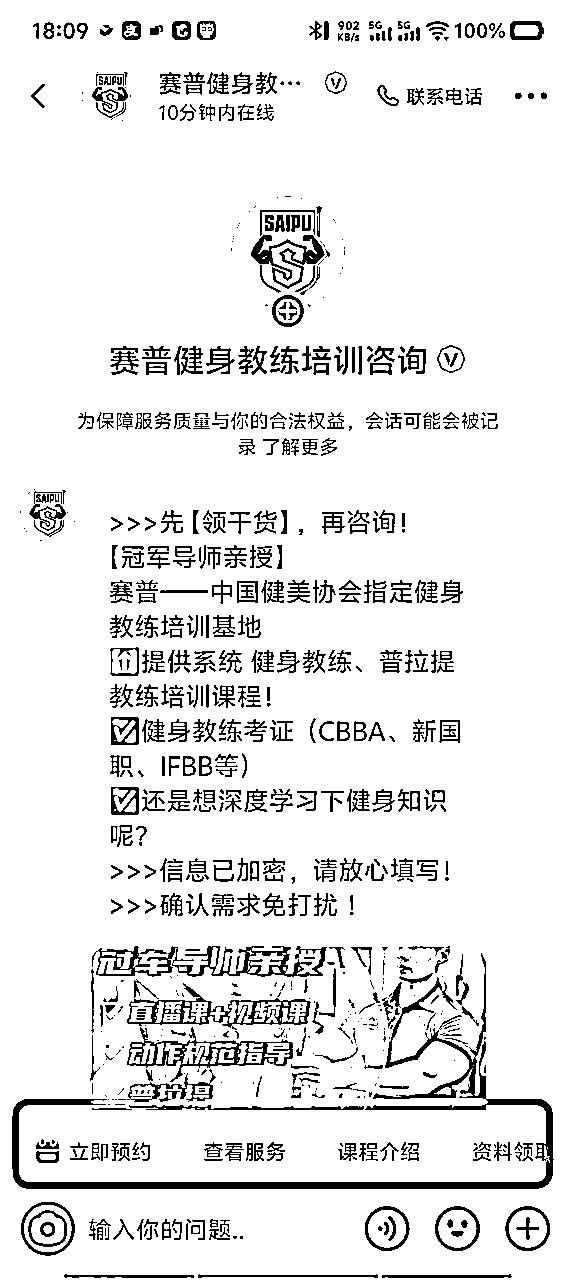 18:09
902 KB/s 5G 5G 100%
SAIPU
赛普健身教…
10分钟内在线
联系电话
SAIPU
赛普健身教练培训咨询
为保障服务质量与你的合法权益，会话可能会被记
录 了解更多
SAIPU
>>>先【领干货】，再咨询！
【冠军导师亲授】
赛普——中国健美协会指定健身
教练培训基地
提供系统 健身教练、普拉提
教练培训课程！
☑健身教练考证（CBBA、新国
职、IFBB等）
☑还是想深度学习下健身知识
呢？
>>>信息已加密，请放心填写！
>>>确认需求免打扰 ！
冠军导师亲授
直播课+视频课
动作规范指导
普拉提
立即预约 查看服务 课程介绍 资料领取
输入你的问题..